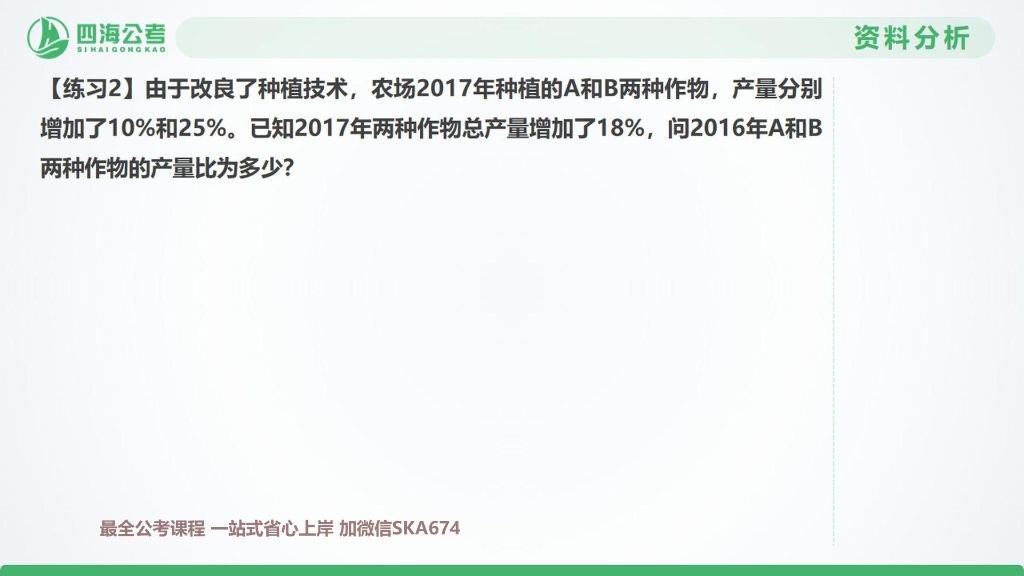 四海公考
SIHAIGONGKAO
资料分析
【练习2】由于改良了种植技术，农场2017年种植的A和B两种作物，产量分别
增加了10%和25%。已知2017年两种作物总产量增加了18%，问2016年A和B
两种作物的产量比为多少？
最全公考课程 一站式省心上岸 加微信SKA674